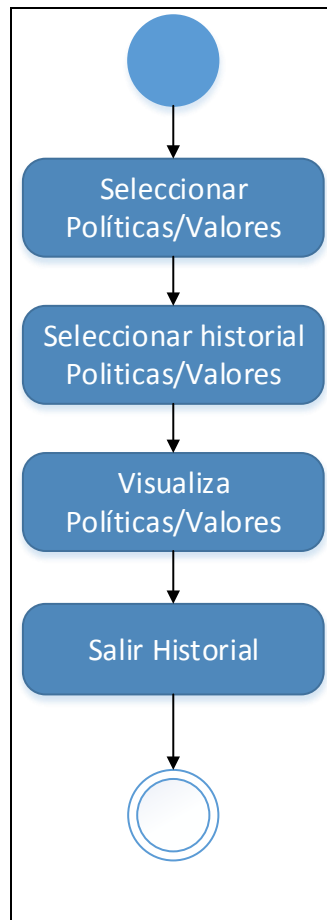 Seleccionar
Políticas/Valores
Seleccionar historial
Politicas/Valores
Visualiza
Políticas/Valores
Salir Historial